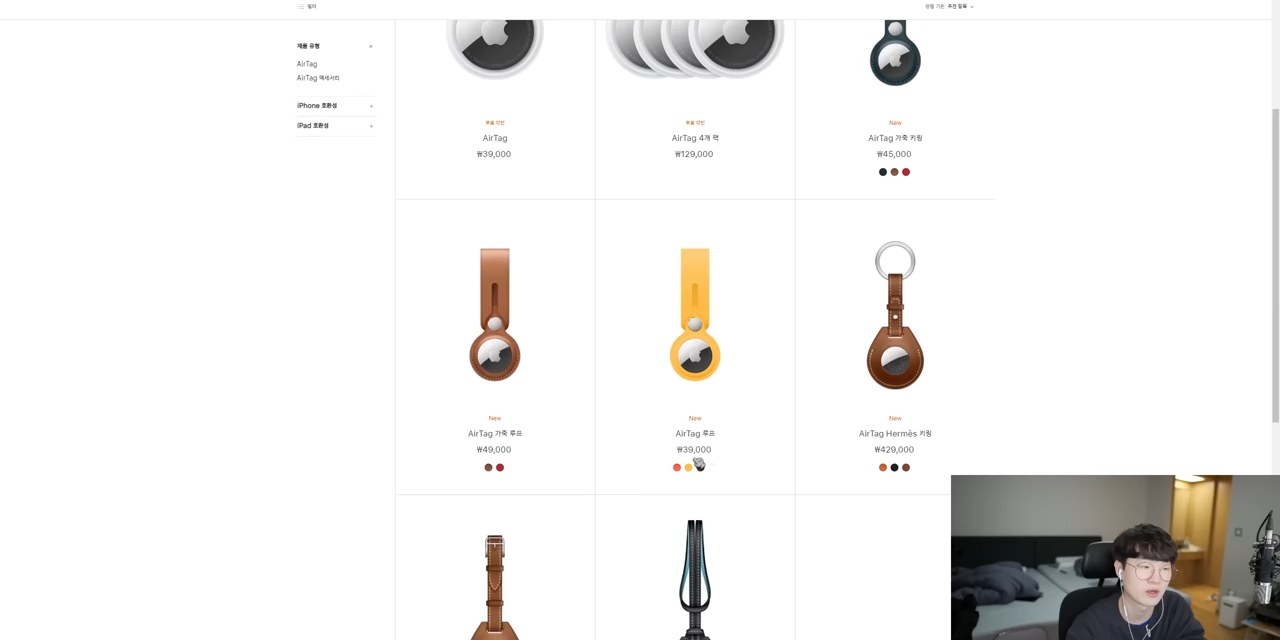 필터
정렬 기준: 추천 항목
제품 유형
AirTag
AirTag 액세서리
iPhone 호환성
iPad 호환성
무료 각인
AirTag
₩39,000
무료 각인
AirTag 4개 팩
₩129,000
New
AirTag 가죽 키링
₩45,000
New
AirTag 가죽 루프
₩49,000
New
AirTag 루프
₩39,000
New
AirTag Hermès 키링
₩429,000